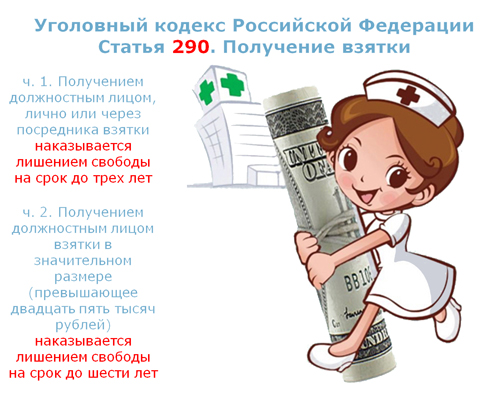 Уголовный кодекс Российской Федерации
Статья 290. Получение взятки
ч. 1. Получением
должностным лицом,
лично или через
посредника взятки
наказывается
лишением свободы
на срок до трех лет
ч. 2. Получением
должностным лицом
взятки в
значительном
размере
(превышающее
двадцать пять тысяч
рублей)
наказывается
лишением свободы
на срок до шести лет